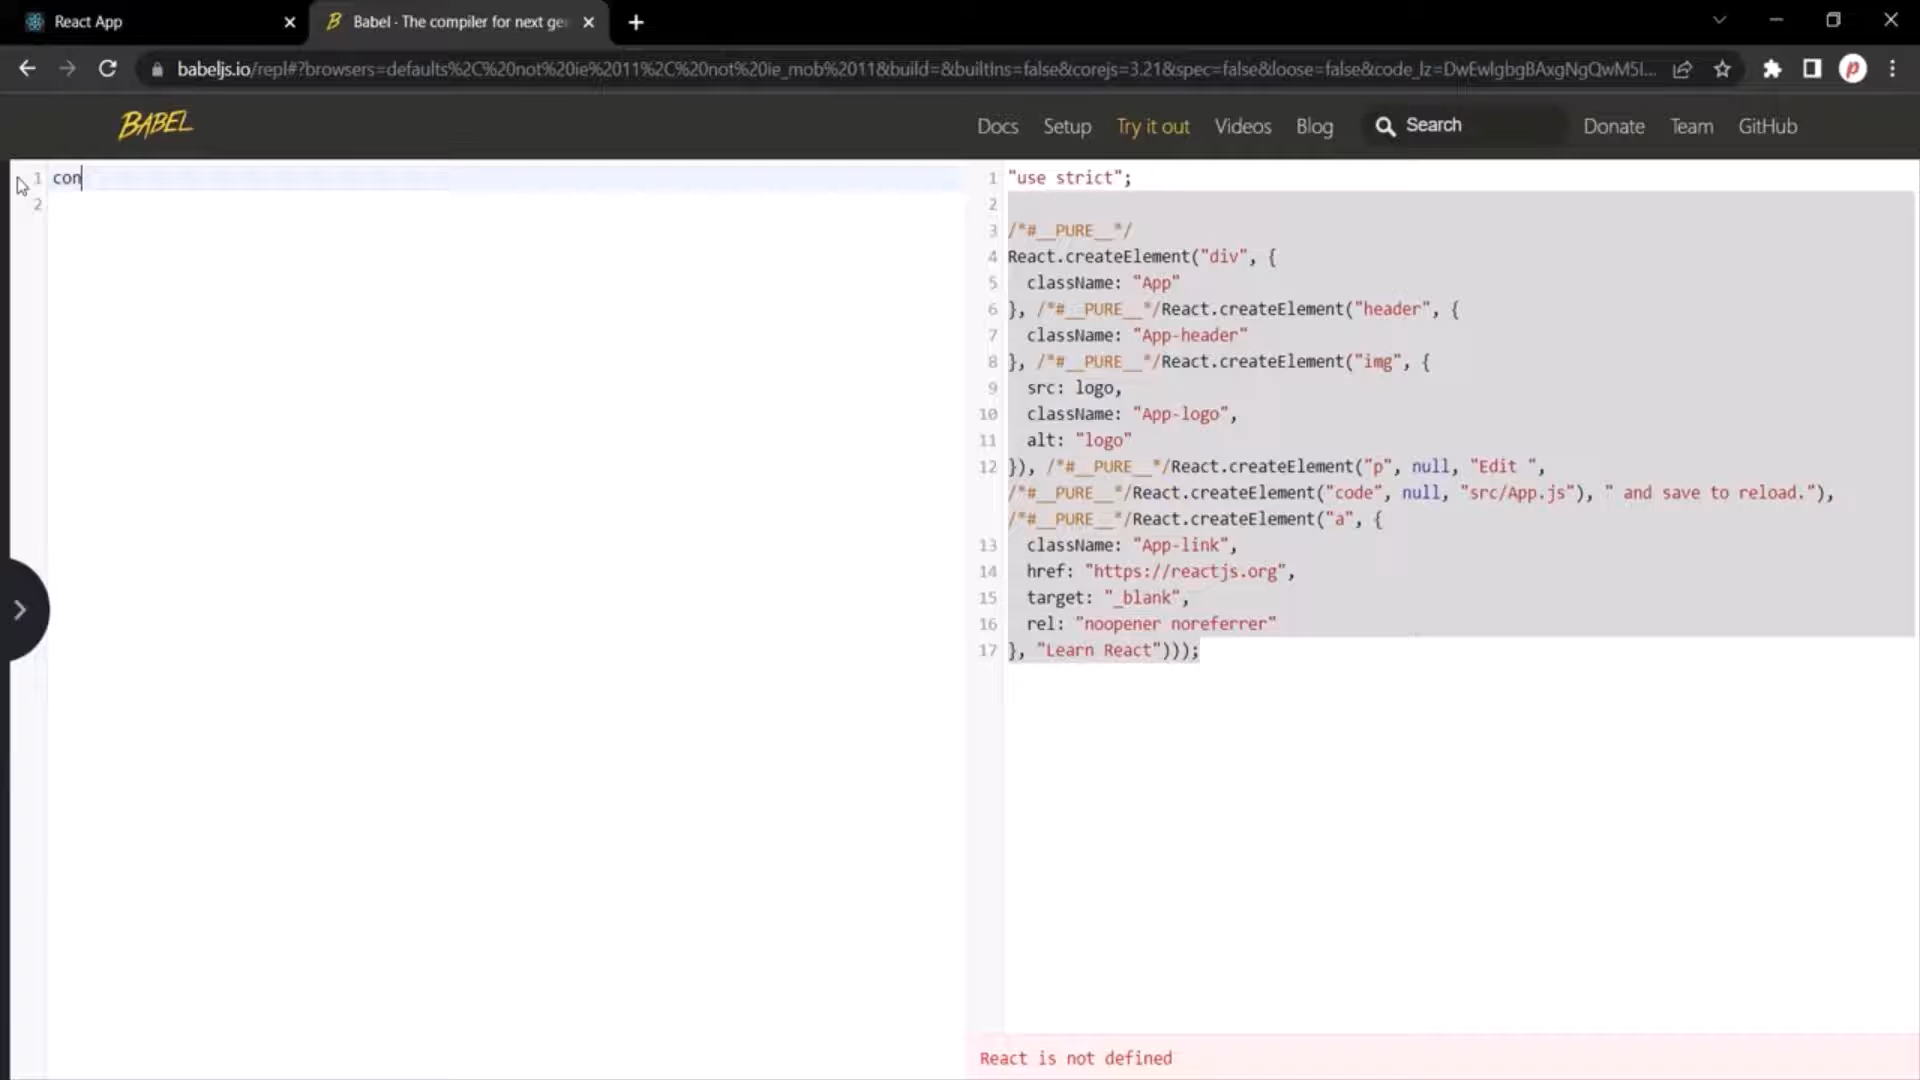 React App
Babel · The compiler for next ge
babeljs.io/repl#?browsers=defaults%2C%20not%20ie%2011%2C%20not%20ie_mob%2011&build=&builtIns=false&corejs=3.21&spec=false&loose=false&code_lz=DwEwlgbgBAxgNgQwM5I...
BABEL
Docs Setup Try it out Videos Blog Search Donate Team GitHub
1 con
2
1 "use strict";
2
3 /*#__PURE__*/
4 React.createElement("div", {
5 className: "App"
6 }, /*#__PURE__*/React.createElement("header", {
7 className: "App-header"
8 }, /*#__PURE__*/React.createElement("img", {
9 src: logo,
10 className: "App-logo",
11 alt: "logo"
12 }), /*#__PURE__*/React.createElement("p", null, "Edit ",
/*#__PURE__*/React.createElement("code", null, "src/App.js"), " and save to reload."),
/*#__PURE__*/React.createElement("a", {
13 className: "App-link",
14 href: "https://reactjs.org",
15 target: "_blank",
16 rel: "noopener noreferrer"
17 }, "Learn React")));
React is not defined